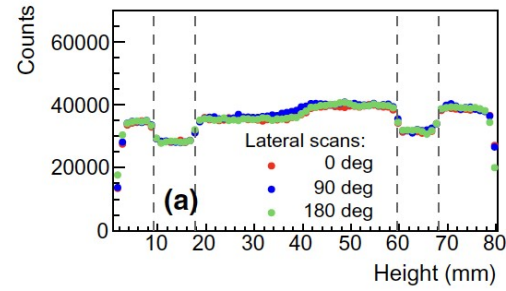 Counts
60000
40000
20000
0
Lateral scans:
0 deg
90 deg
180 deg
(a)
10 20 30 40 50 60 70 80
Height (mm)